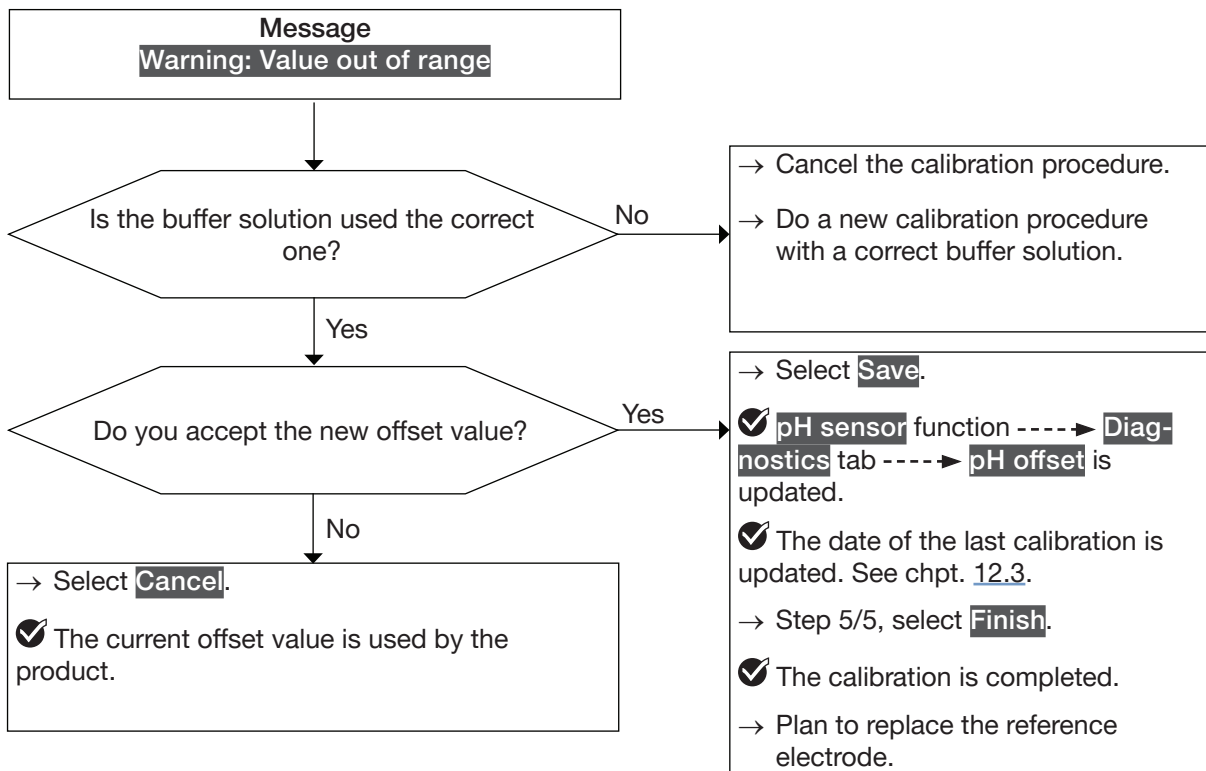 Message
Warning: Value out of range
Is the buffer solution used the correct
one?
No
→ Cancel the calibration procedure.
→ Do a new calibration procedure
with a correct buffer solution.
Yes
Do you accept the new offset value?
Yes
→ Select Save.
pH sensor function -----► Diag-
nostics tab -----► pH offset is
updated.
The date of the last calibration is
updated. See chpt. 12.3.
→ Step 5/5, select Finish.
The calibration is completed.
→ Plan to replace the reference
electrode.
No
→ Select Cancel.
The current offset value is used by the
product.